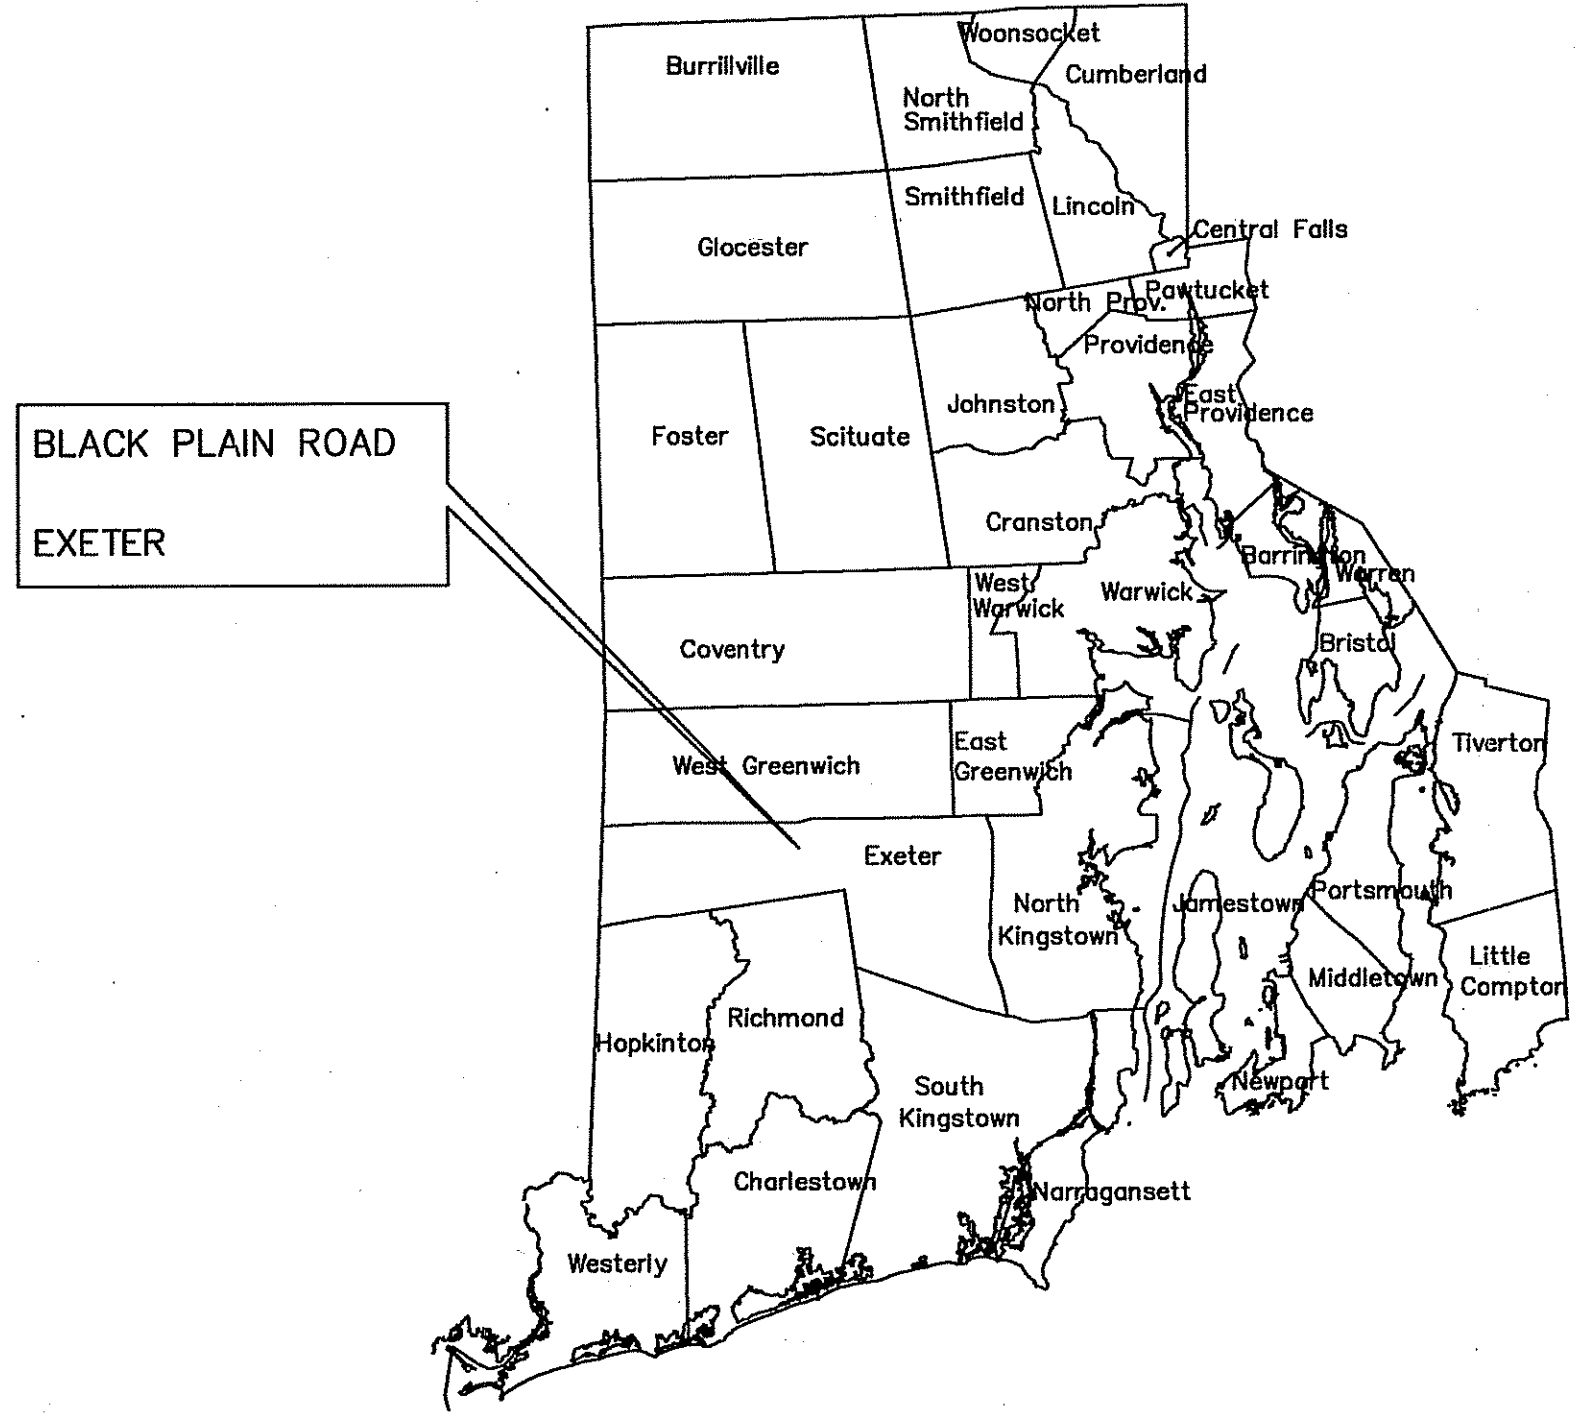 Woonsocket
Burrillville
Cumberland
North
Smithfield
Smithfield
Lincoln
Central Falls
Glocester
Pawtucket
North Prov.
Providence
East
Providence
Johnston
BLACK PLAIN ROAD
EXETER
Foster
Scituate
Cranston
Barrington
Warren
West
Warwick
Warwick
Bristol
Coventry
East
Greenwich
Tiverton
West Greenwich
Exeter
Portsmouth
North
Kingstown
Jamestown
Little
Compton
Middletown
Richmond
Hopkinton
Newport
South
Kingstown
Charlestown
Narragansett
Westerly